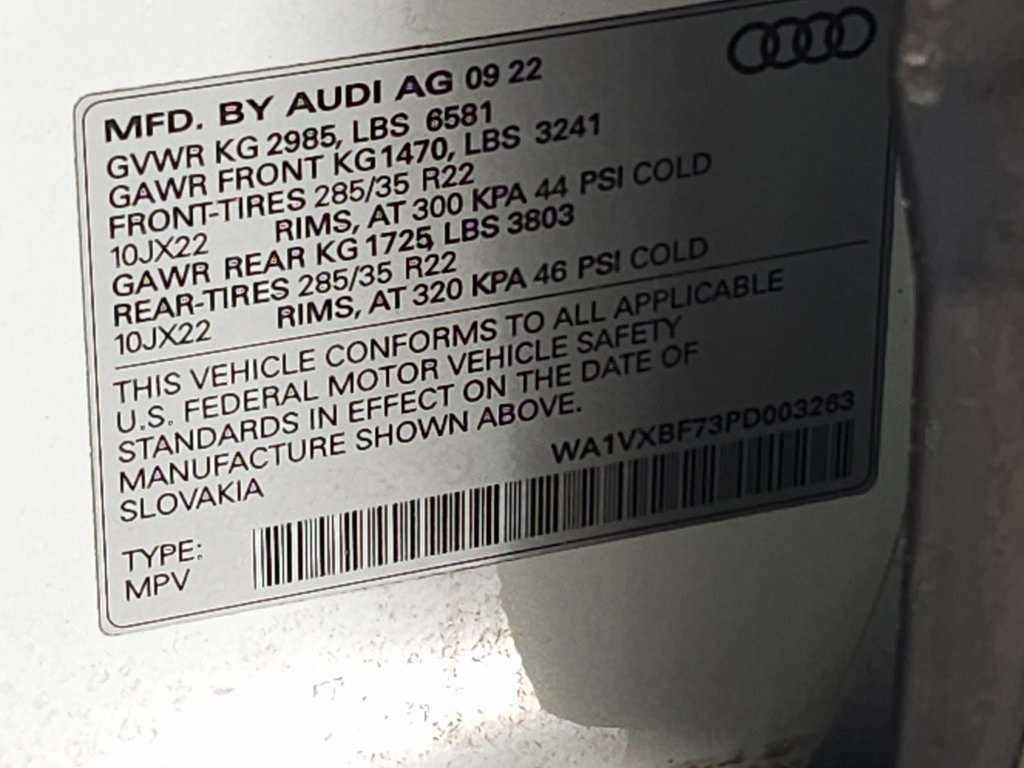 MFD. BY AUDI AG 09 22
GVWR KG 2985, LBS 6581
GAWR FRONT KG1470, LBS 3241
FRONT-TIRES 285/35 R22
10JX22 RIMS, AT 300 KPA 44 PSI COLD
GAWR REAR KG 1725, LBS 3803
REAR-TIRES 285/35 R22
10JX22 RIMS, AT 320 KPA 46 PSI COLD
THIS VEHICLE CONFORMS TO ALL APPLICABLE
U.S. FEDERAL MOTOR VEHICLE SAFETY
STANDARDS IN EFFECT ON THE DATE OF
MANUFACTURE SHOWN ABOVE.
SLOVAKIA
WA1VXBF73PD003263
TYPE:
MPV